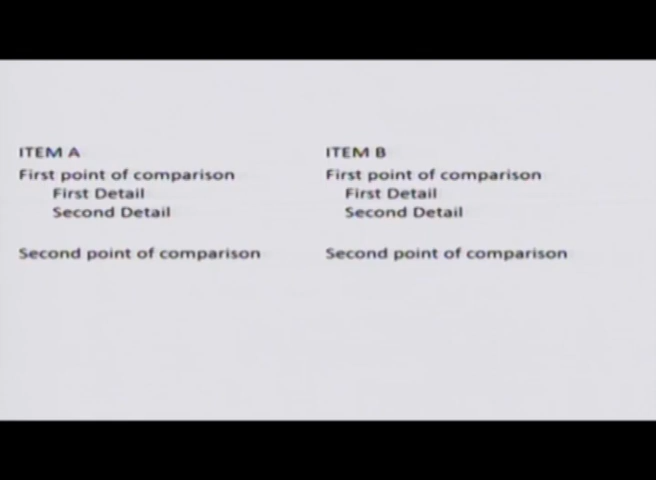 ITEM A
First point of comparison
First Detail
Second Detail
Second point of comparison
ITEM B
First point of comparison
First Detail
Second Detail
Second point of comparison